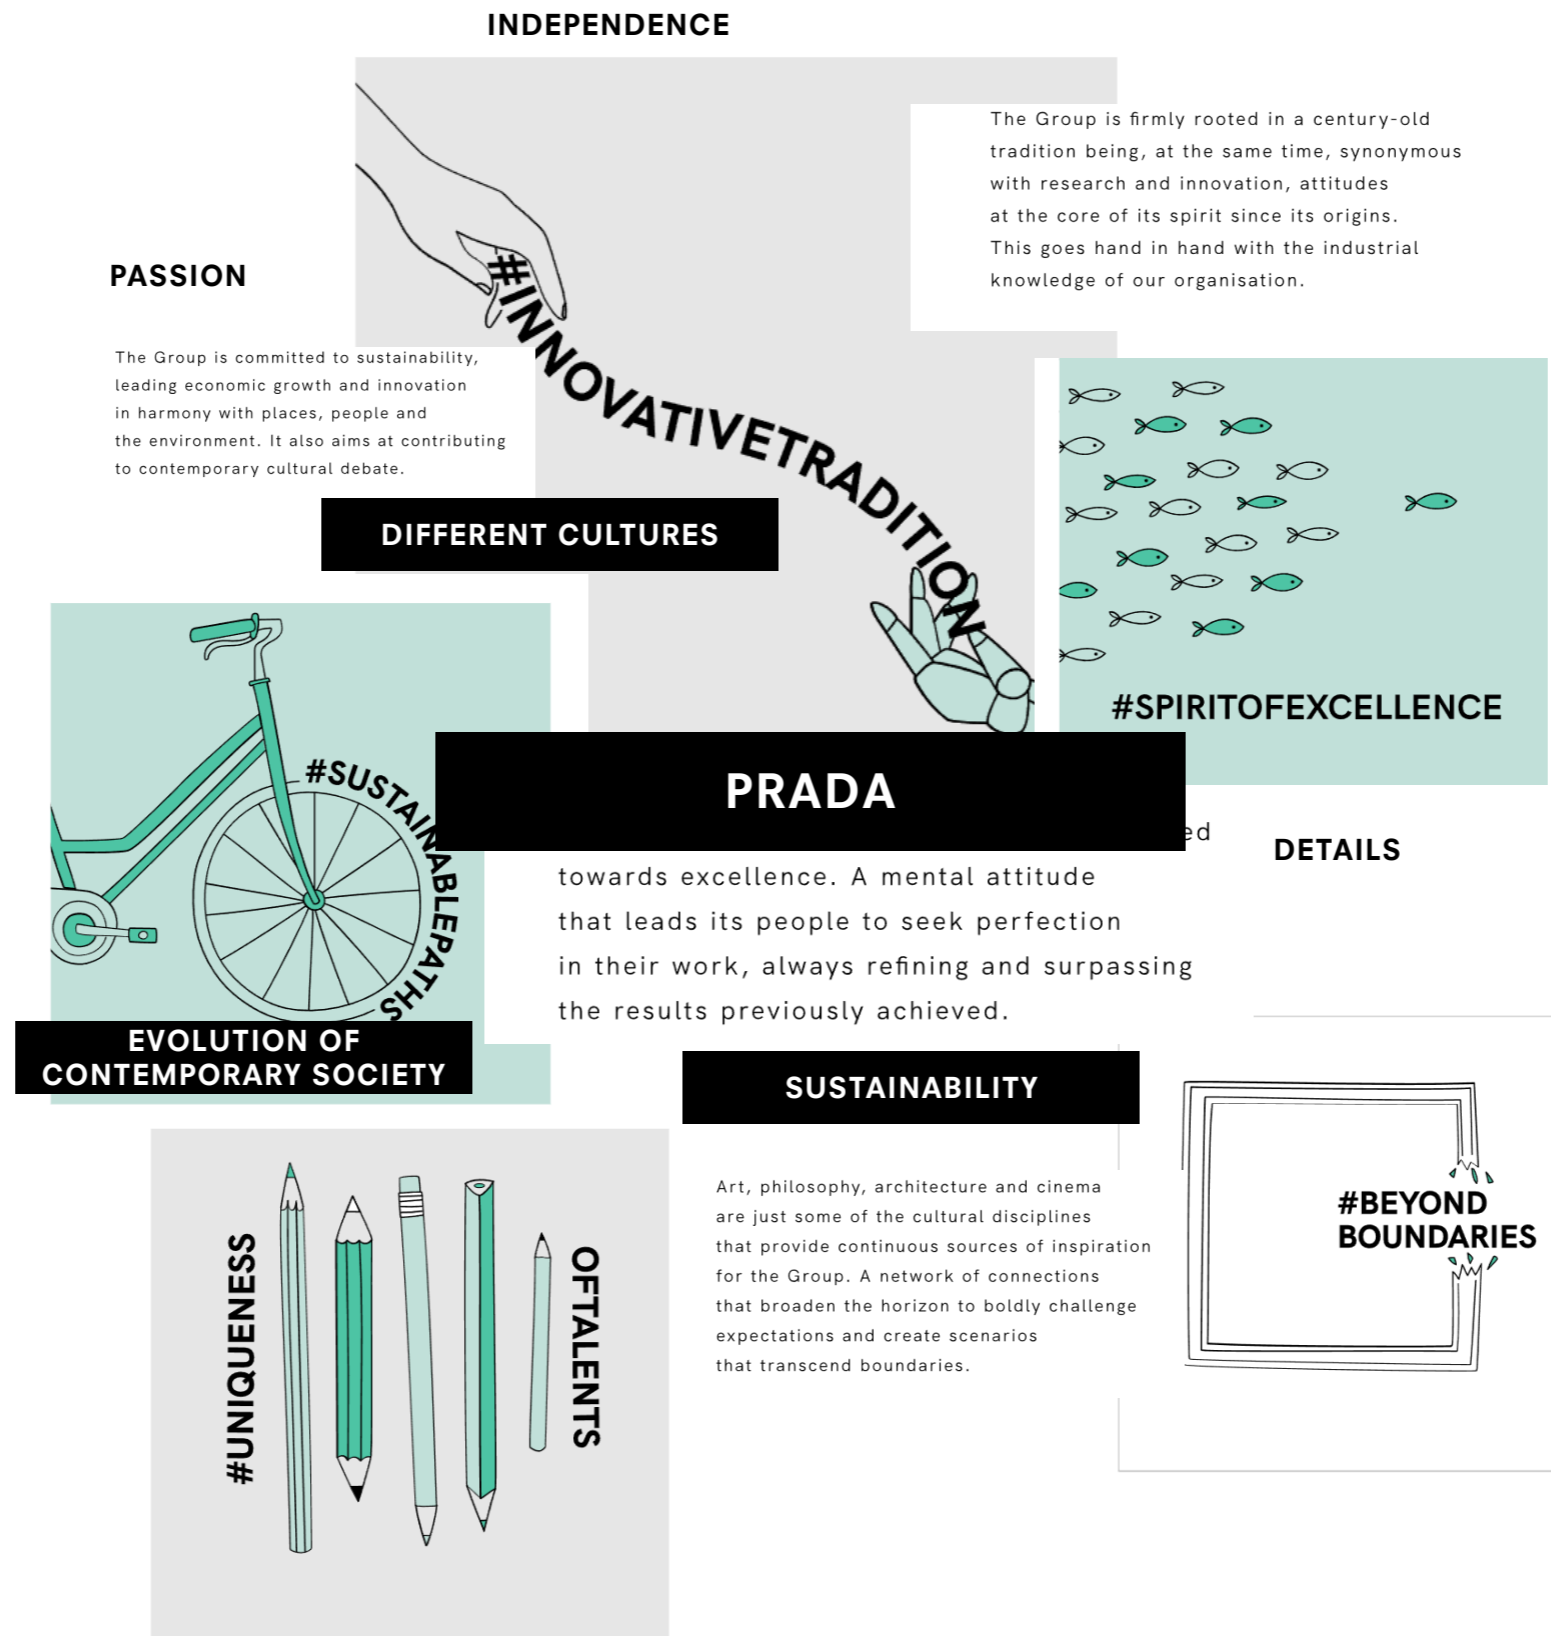 INDEPENDENCE
The Group is firmly rooted in a century-old
tradition being, at the same time, synonymous
with research and innovation, attitudes
at the core of its spirit since its origins.
This goes hand in hand with the industrial
knowledge of our organisation.
PASSION
#INNOVATIVETRADITION
The Group is committed to sustainability,
leading economic growth and innovation
in harmony with places, people and
the environment. It also aims at contributing
to contemporary cultural debate.
DIFFERENT CULTURES
#SPIRITOFEXCELLENCE
#SUSTAINABLEPATHS
PRADA
ed
towards excellence. A mental attitude
that leads its people to seek perfection
in their work, always refining and surpassing
the results previously achieved.
DETAILS
EVOLUTION OF
CONTEMPORARY SOCIETY
SUSTAINABILITY
Art, philosophy, architecture and cinema
are just some of the cultural disciplines
that provide continuous sources of inspiration
for the Group. A network of connections
that broaden the horizon to boldly challenge
expectations and create scenarios
that transcend boundaries.
#BEYOND
BOUNDARIES
#UNIQUENESS
OFTALENTS